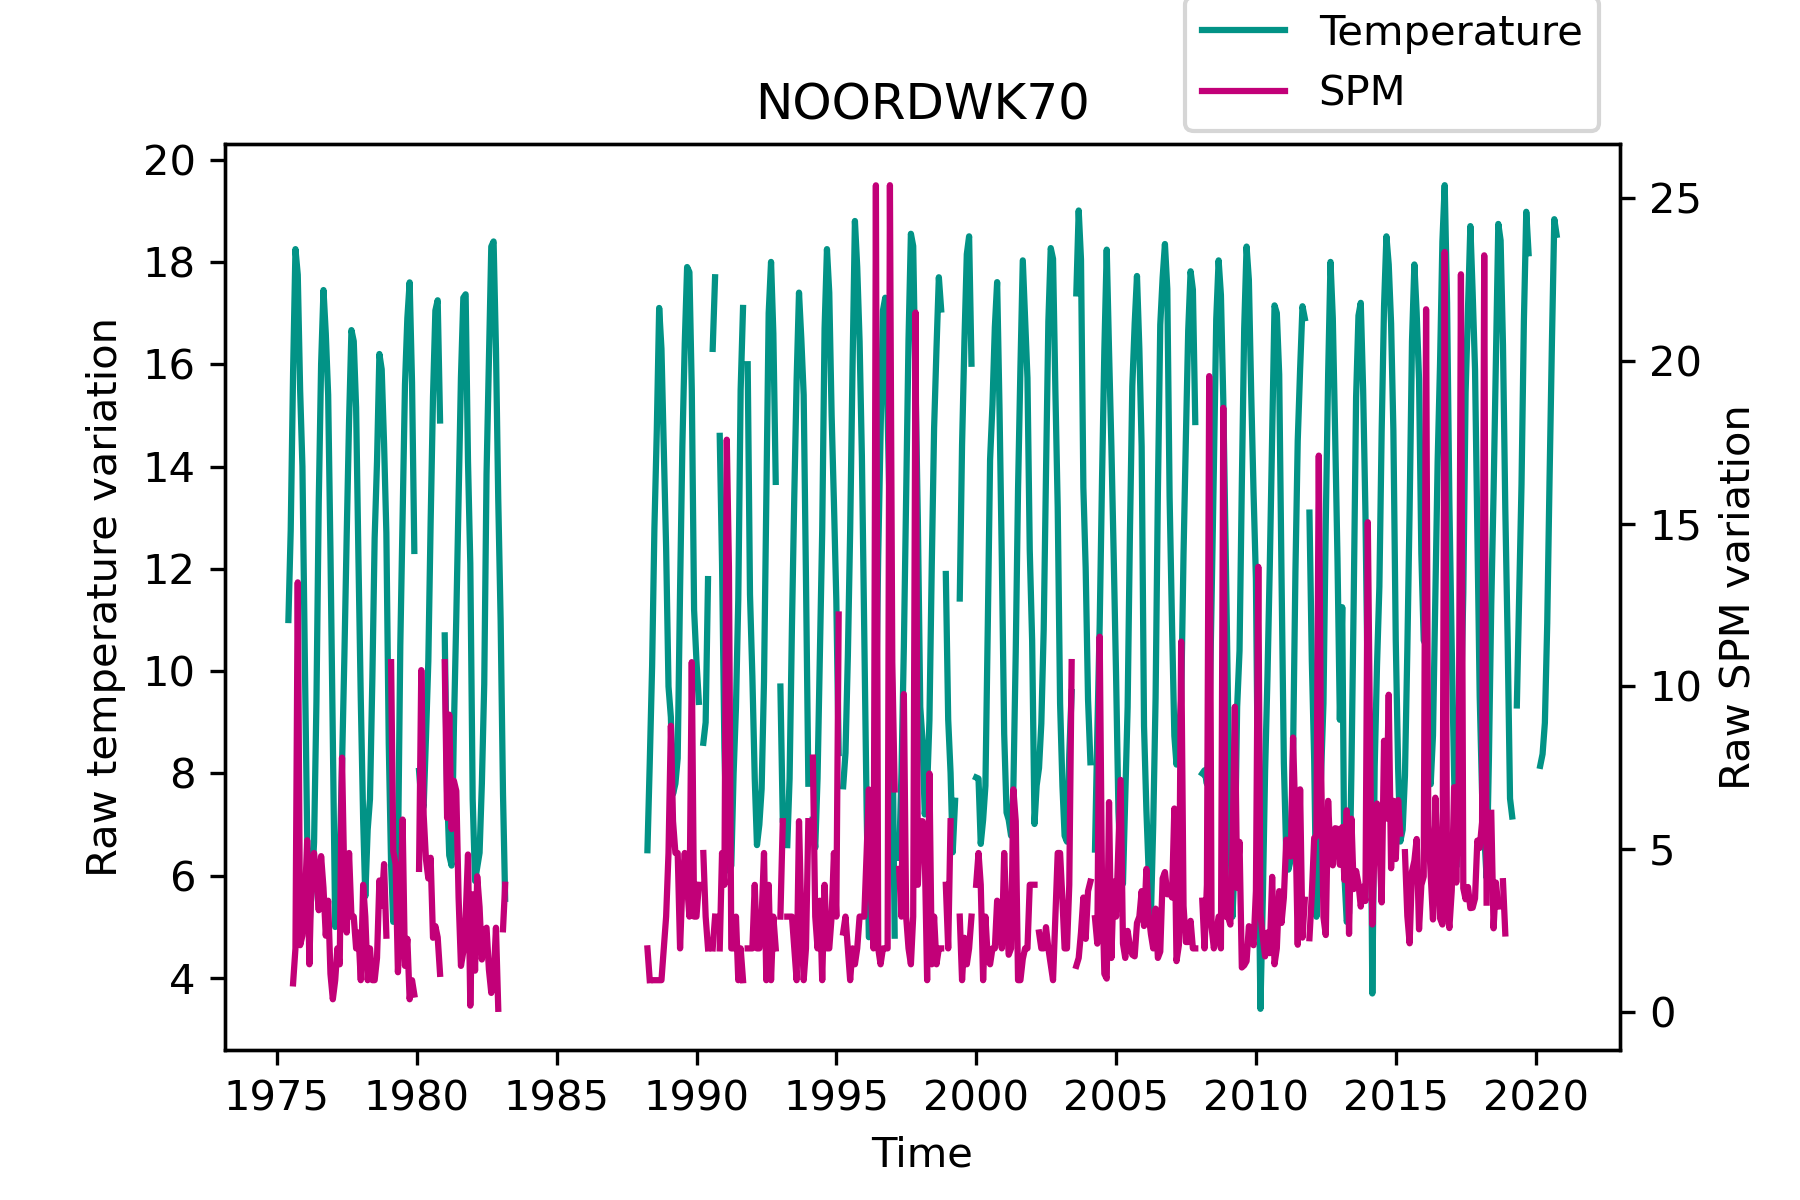 Temperature
SPM
NOORDWK70
20
18
16
14
12
10
8
6
4
Raw temperature variation
25
20
15
10
5
0
Raw SPM variation
1975 1980 1985 1990 1995 2000 2005 2010 2015 2020
Time